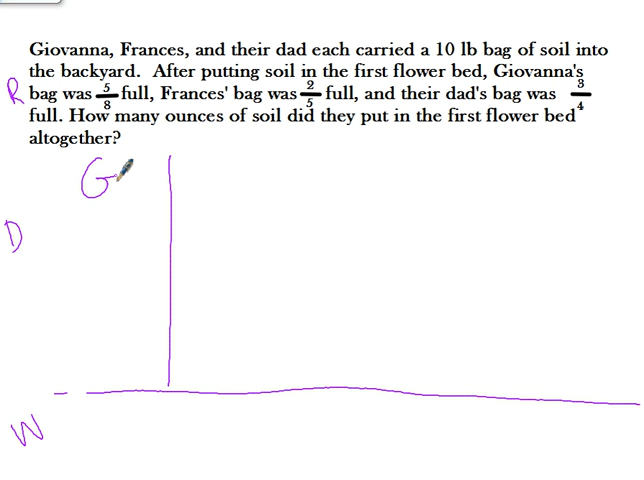 Giovanna, Frances, and their dad each carried a 10 lb bag of soil into
the backyard. After putting soil in the first flower bed, Giovanna's
R bag was 5/8 full, Frances' bag was 2/5 full, and their dad's bag was 3/4
full. How many ounces of soil did they put in the first flower bed
altogether?
G
D
W